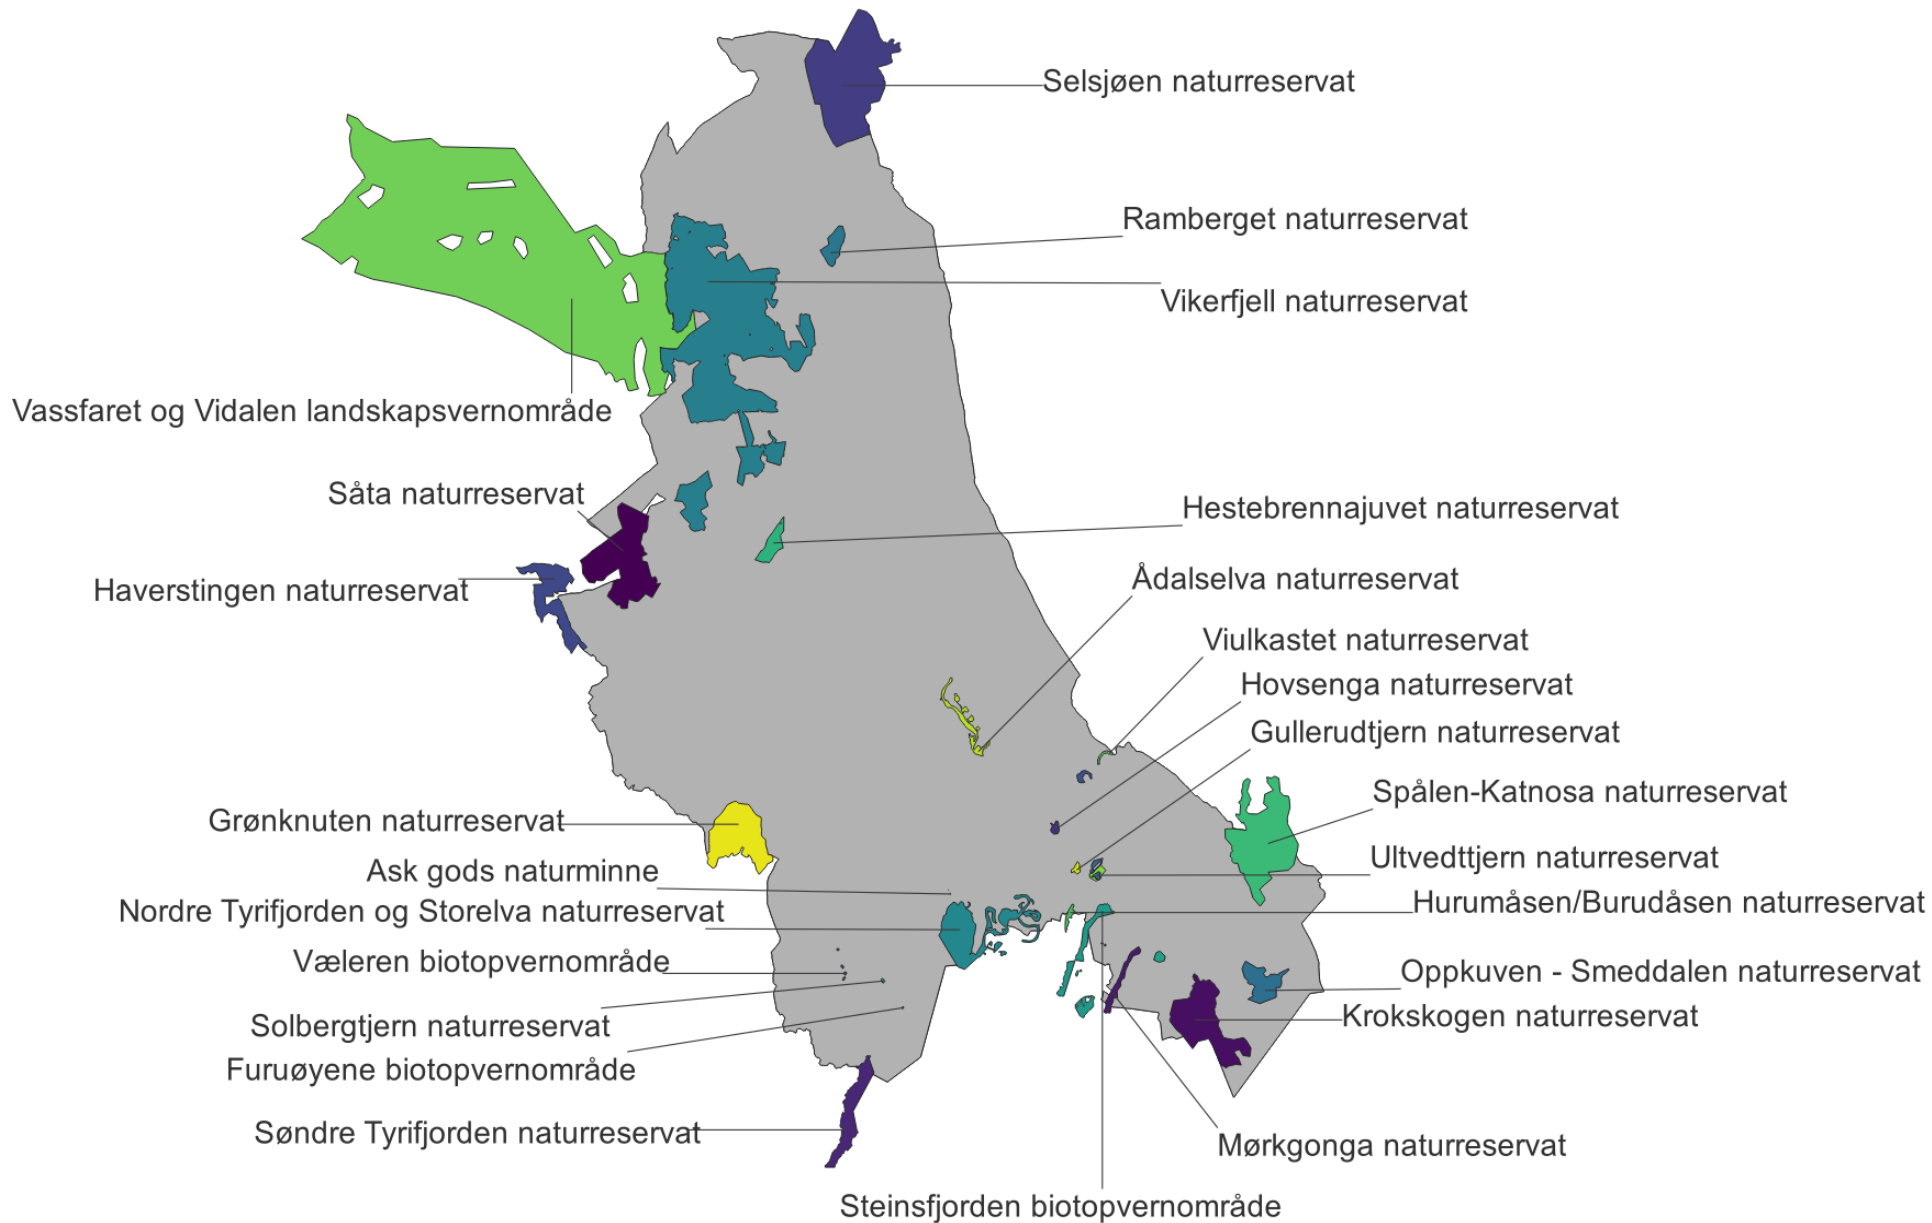 Selsjøen naturreservat
Ramberget naturreservat
Vikerfjell naturreservat
Vassfaret og Vidalen landskapsvernområde
Såta naturreservat
Hestebrennajuvet naturreservat
Haverstingen naturreservat
Ådalselva naturreservat
Viulkastet naturreservat
Hovsenga naturreservat
Gullerudtjern naturreservat
Spålen-Katnosa naturreservat
Grønknuten naturreservat
Ultvedttjern naturreservat
Ask gods naturminne
Hurumåsen/Burudåsen naturreservat
Nordre Tyrifjorden og Storelva naturreservat
Væleren biotopvernområde
Oppkuven - Smeddalen naturreservat
Krokskogen naturreservat
Solbergtjern naturreservat
Furuøyene biotopvernområde
Søndre Tyrifjorden naturreservat
Mørkgonga naturreservat
Steinsfjorden biotopvernområde